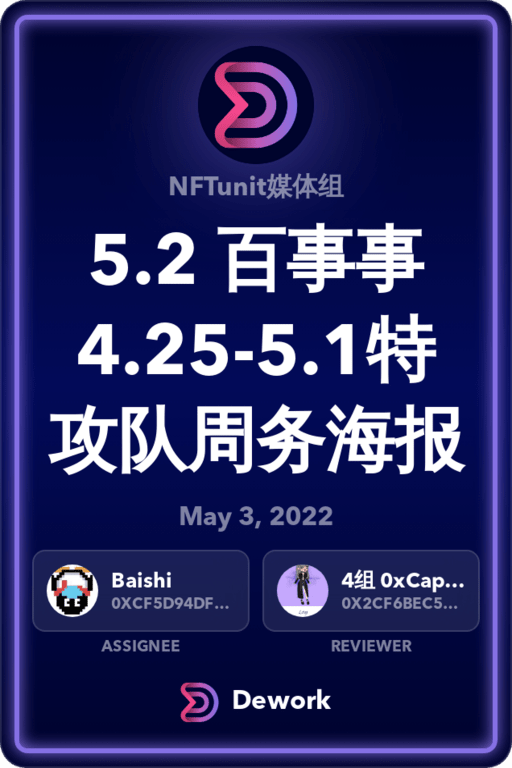 NFTunit媒体组
5.2 百事事
4.25-5.1特
攻队周务海报
May 3, 2022
Baishi
0XCF5D94DF...
4组 0xCap...
0X2CF6BEC5...
ASSIGNEE
REVIEWER
Dework